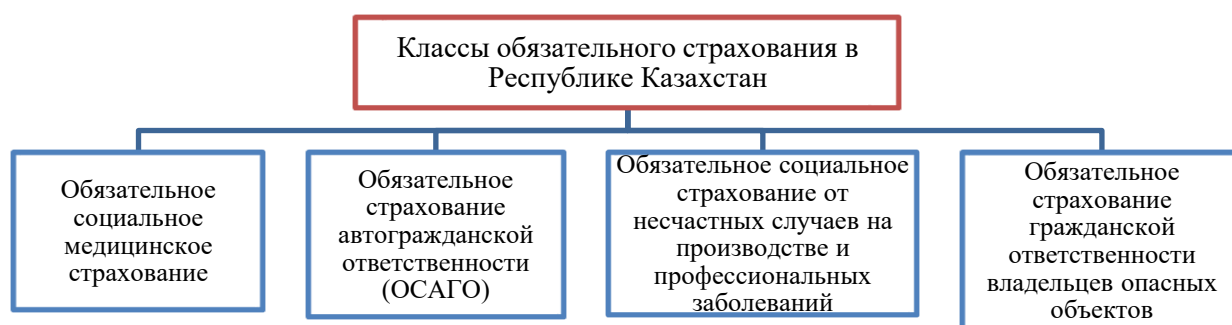 Классы обязательного страхования в
Республике Казахстан
Обязательное
социальное
медицинское
страхование
Обязательное
страхование
автогражданской
ответственности
(ОСАГО)
Обязательное социальное
страхование от
несчастных случаев на
производстве и
профессиональных
заболеваний
Обязательное
страхование
гражданской
ответственности
владельцев опасных
объектов